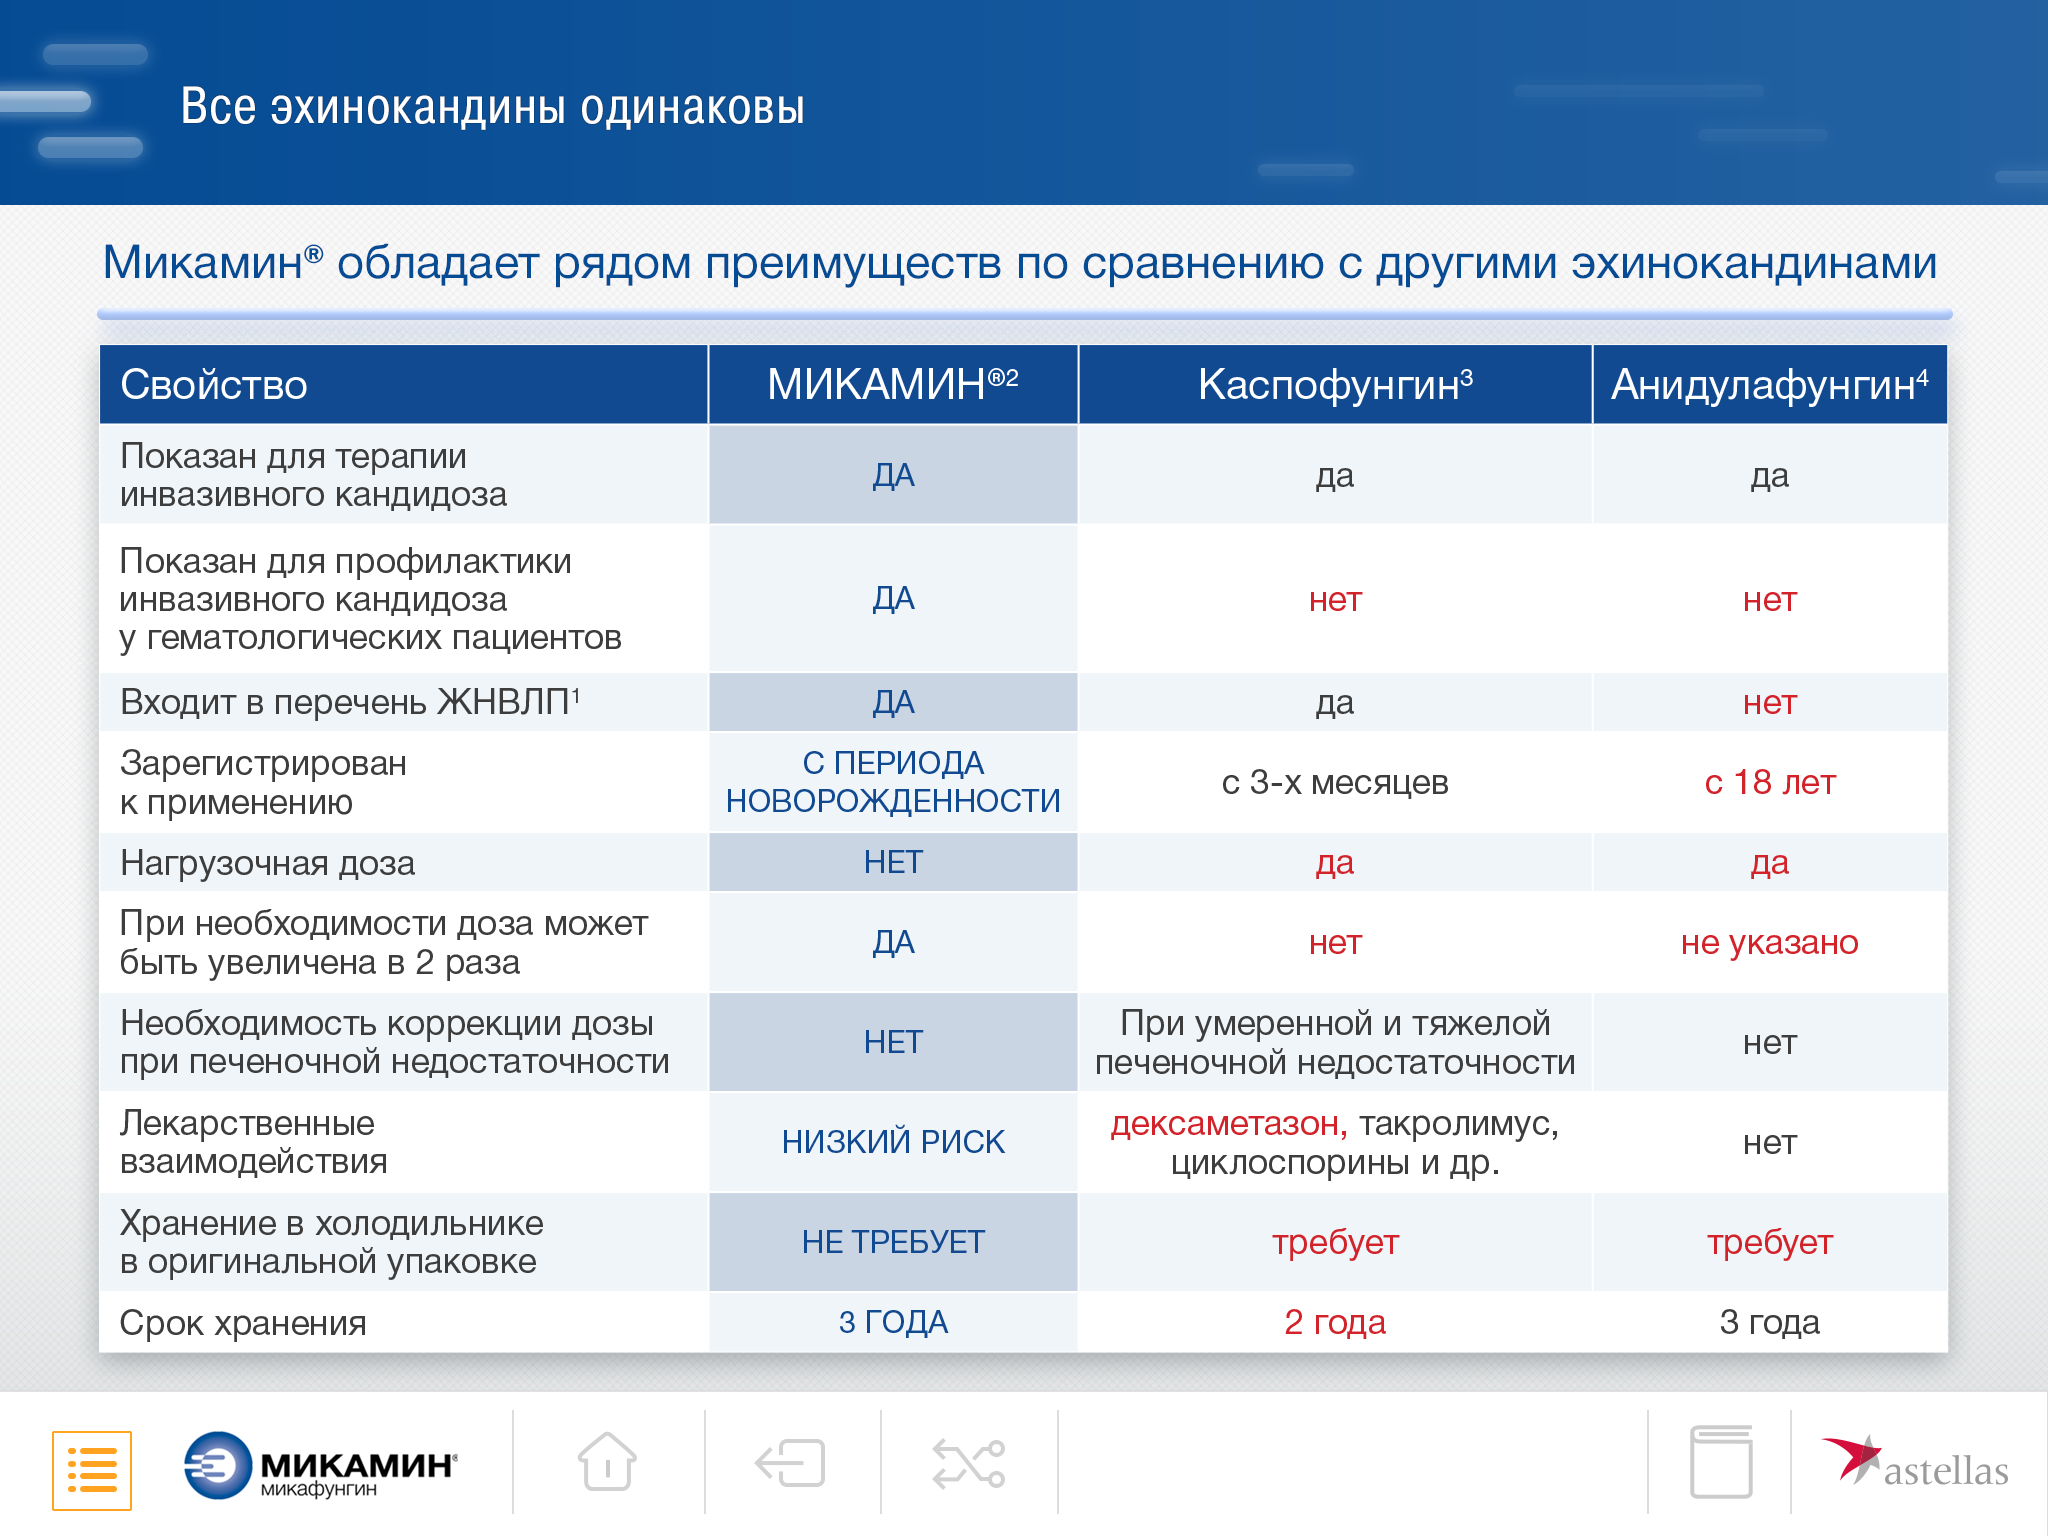 Все эхинокандины одинаковы
Микамин® обладает рядом преимуществ по сравнению с другими эхинокандинами
Свойство МИКАМИН®2 Каспофунгин3 Анидулафунгин4
Показан для терапии
инвазивного кандидоза
ДА да да
Показан для профилактики
инвазивного кандидоза
у гематологических пациентов
ДА нет нет
Входит в перечень ЖНВЛП1 ДА да нет
Зарегистрирован
к применению
С ПЕРИОДА
НОВОРОЖДЕННОСТИ
с 3-х месяцев с 18 лет
Нагрузочная доза НЕТ да да
При необходимости доза может
быть увеличена в 2 раза
ДА нет не указано
Необходимость коррекции дозы
при печеночной недостаточности
НЕТ
При умеренной и тяжелой
печеночной недостаточности
нет
Лекарственные
взаимодействия
НИЗКИЙ РИСК
дексаметазон, такролимус,
циклоспорины и др.
нет
Хранение в холодильнике
в оригинальной упаковке
НЕ ТРЕБУЕТ требует требует
Срок хранения 3 ГОДА 2 года 3 года
МИКАМИН®
микафунгин
astellas